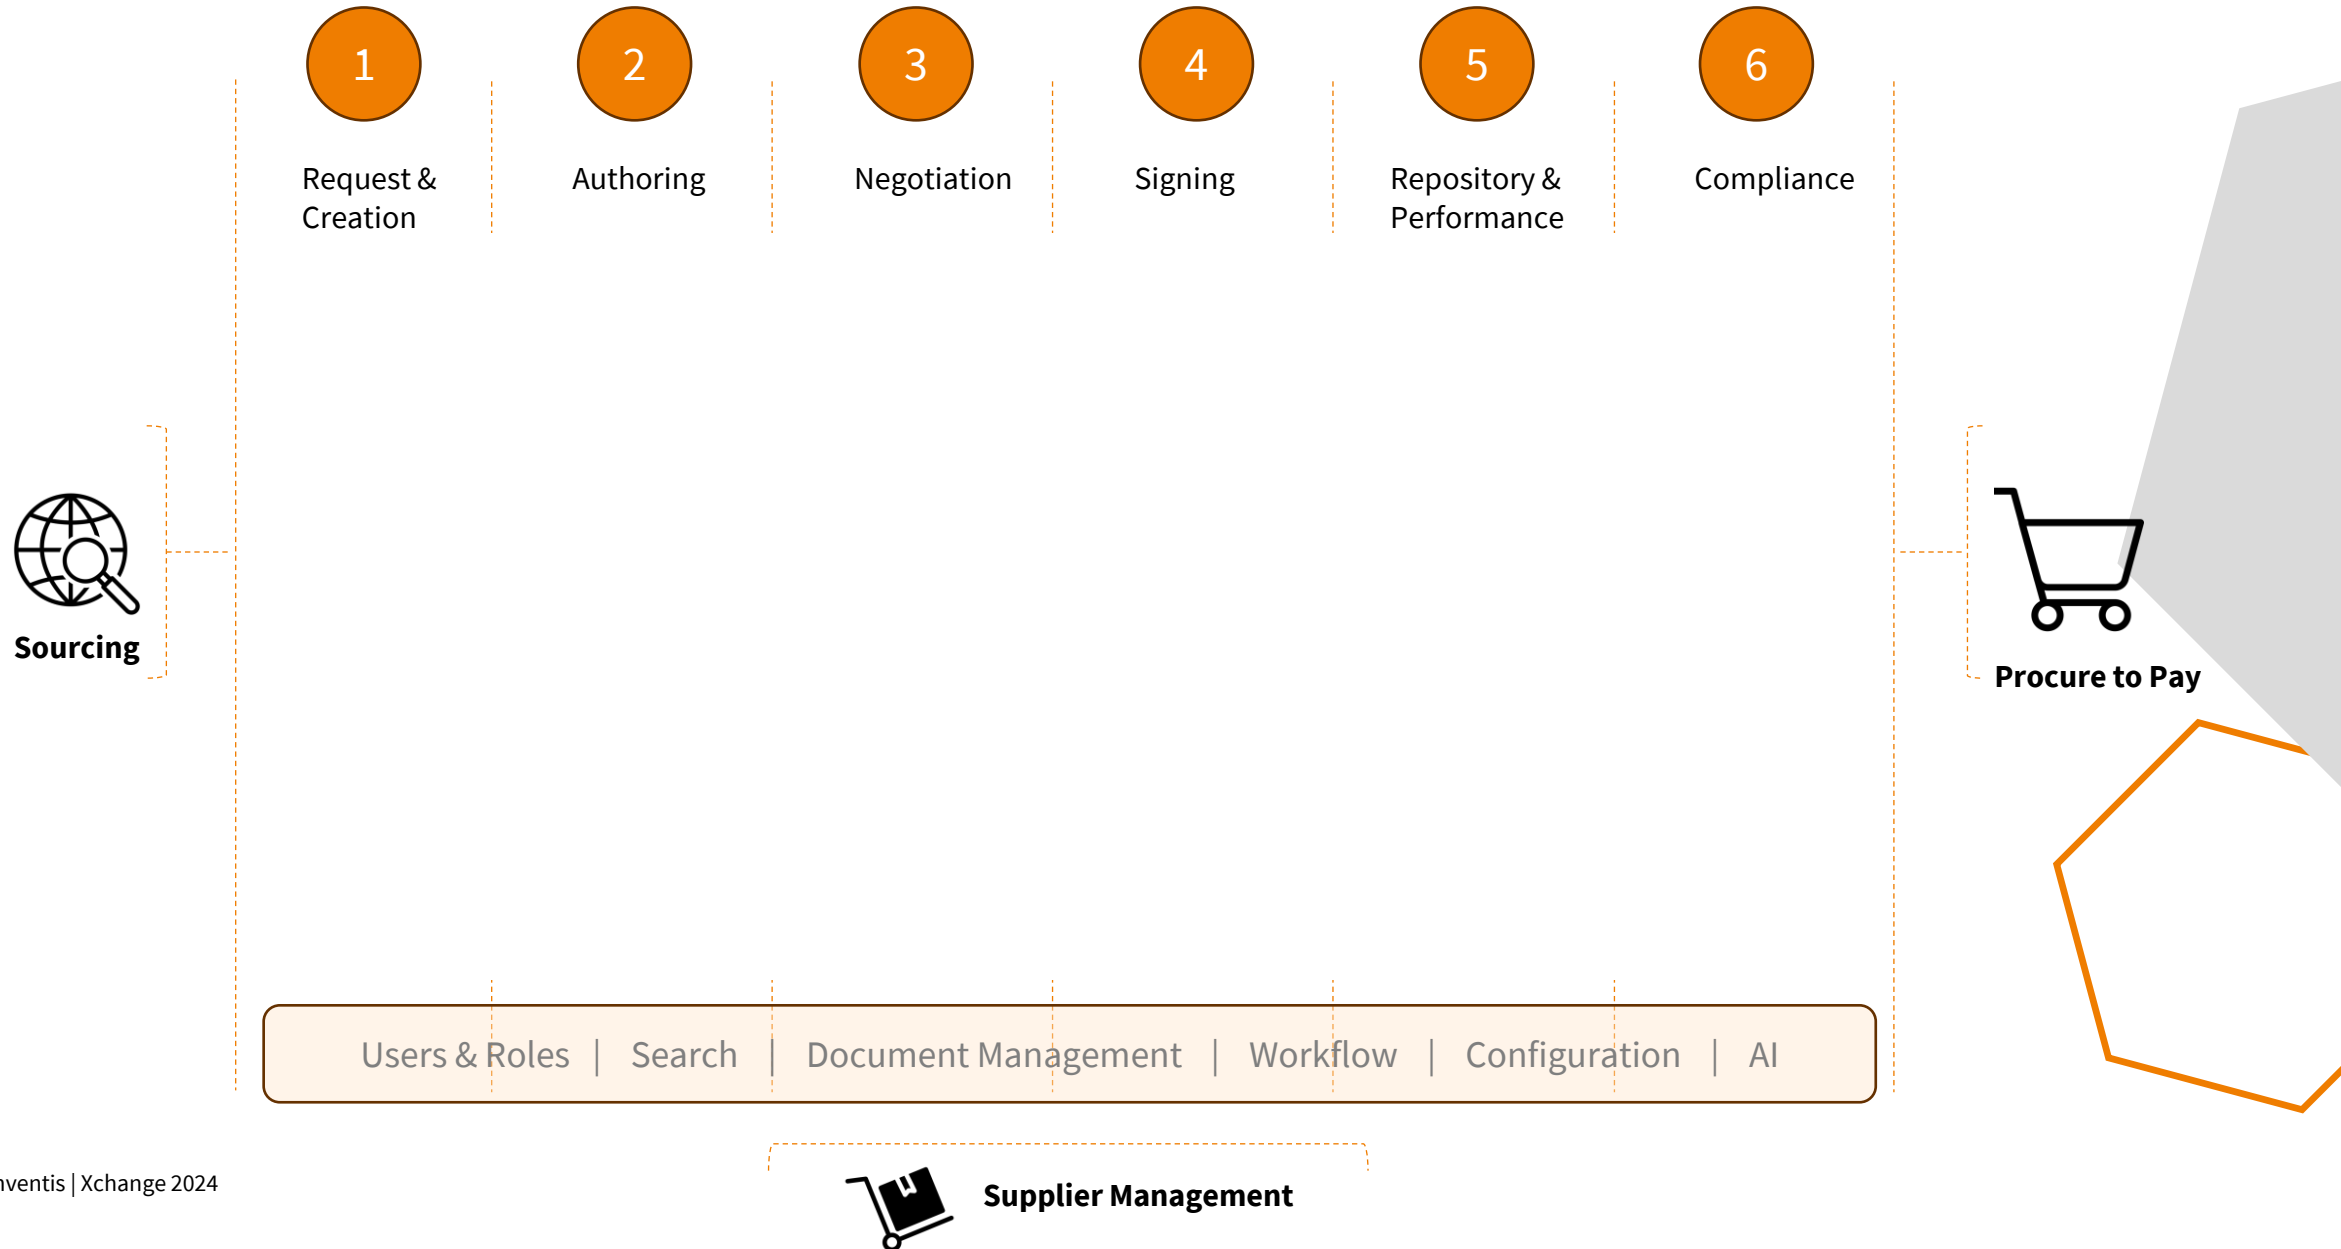 1
2
3
4
5
6
Request &
Creation
Authoring
Negotiation
Signing
Repository &
Performance
Compliance
Sourcing
Procure to Pay
Users & Roles | Search | Document Management | Workflow | Configuration | AI
Supplier Management
| Xchange 2024